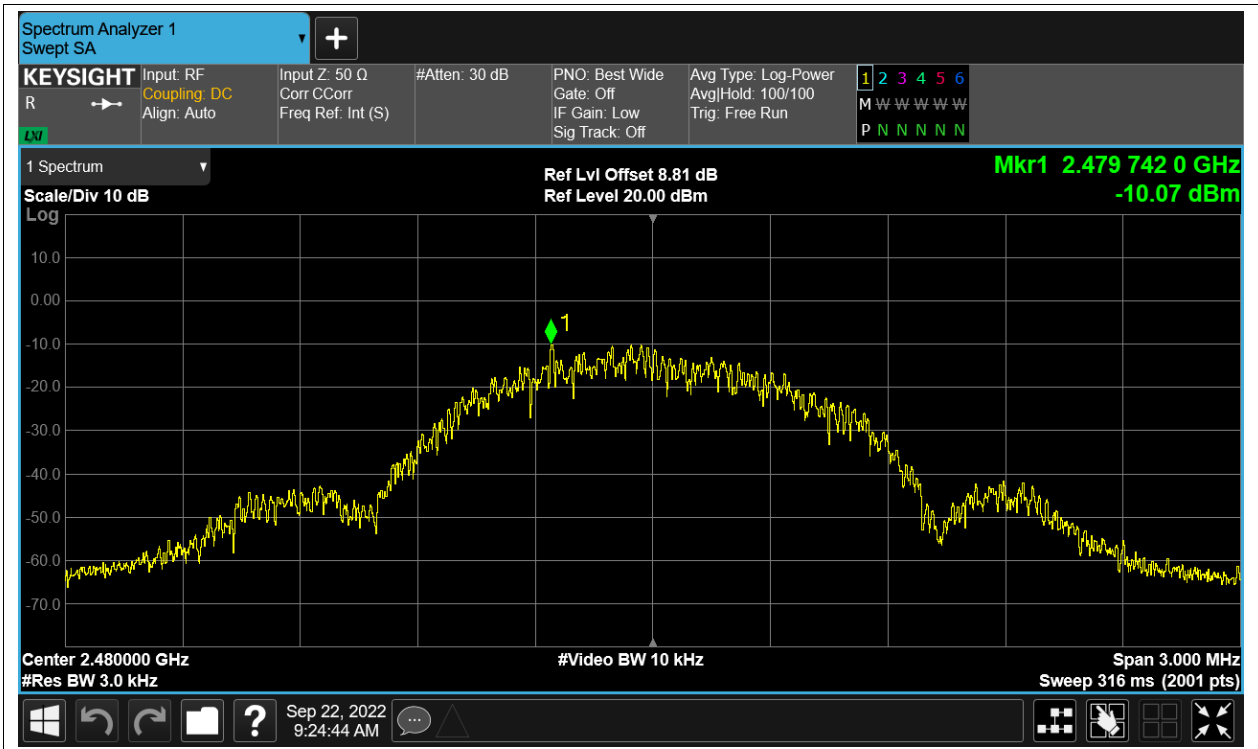 Spectrum Analyzer 1
Swept SA
KEYSIGHT
R
LXI
Input: RF
Coupling: DC
Align: Auto
Input Z: 50 Ω
Corr CCorr
Freq Ref: Int (S)
#Atten: 30 dB
PNO: Best Wide
Gate: Off
IF Gain: Low
Sig Track: Off
Avg Type: Log-Power
Avg|Hold: 100/100
Trig: Free Run
1 2 3 4 5 6
M W W W W W W
P N N N N N N
1 Spectrum
Scale/Div 10 dB
Log
Ref Lvl Offset 8.81 dB
Ref Level 20.00 dBm
Mkr1 2.479 742 0 GHz
-10.07 dBm
10.0
0.00
1
-10.0
-20.0
-30.0
-40.0
-50.0
-60.0
-70.0
Center 2.480000 GHz
#Res BW 3.0 kHz
#Video BW 10 kHz
Span 3.000 MHz
Sweep 316 ms (2001 pts)
?
Sep 22, 2022
9:24:44 AM